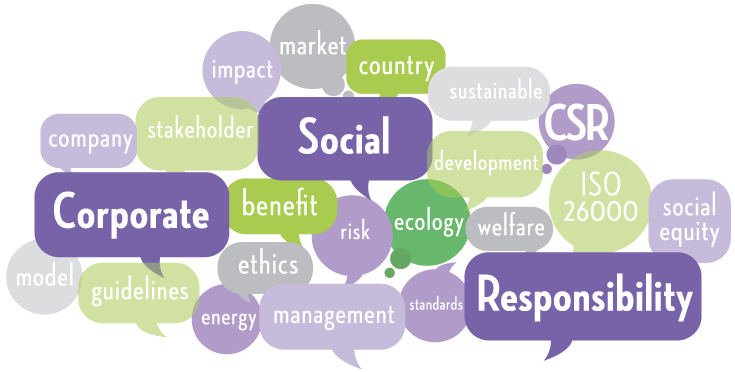 market
impact
country
sustainable
CSR
company
stakeholder
Social
development
ISO
26000
social
equity
Corporate
benefit
risk
ecology
welfare
model
guidelines
ethics
energy
management
standards
Responsibility